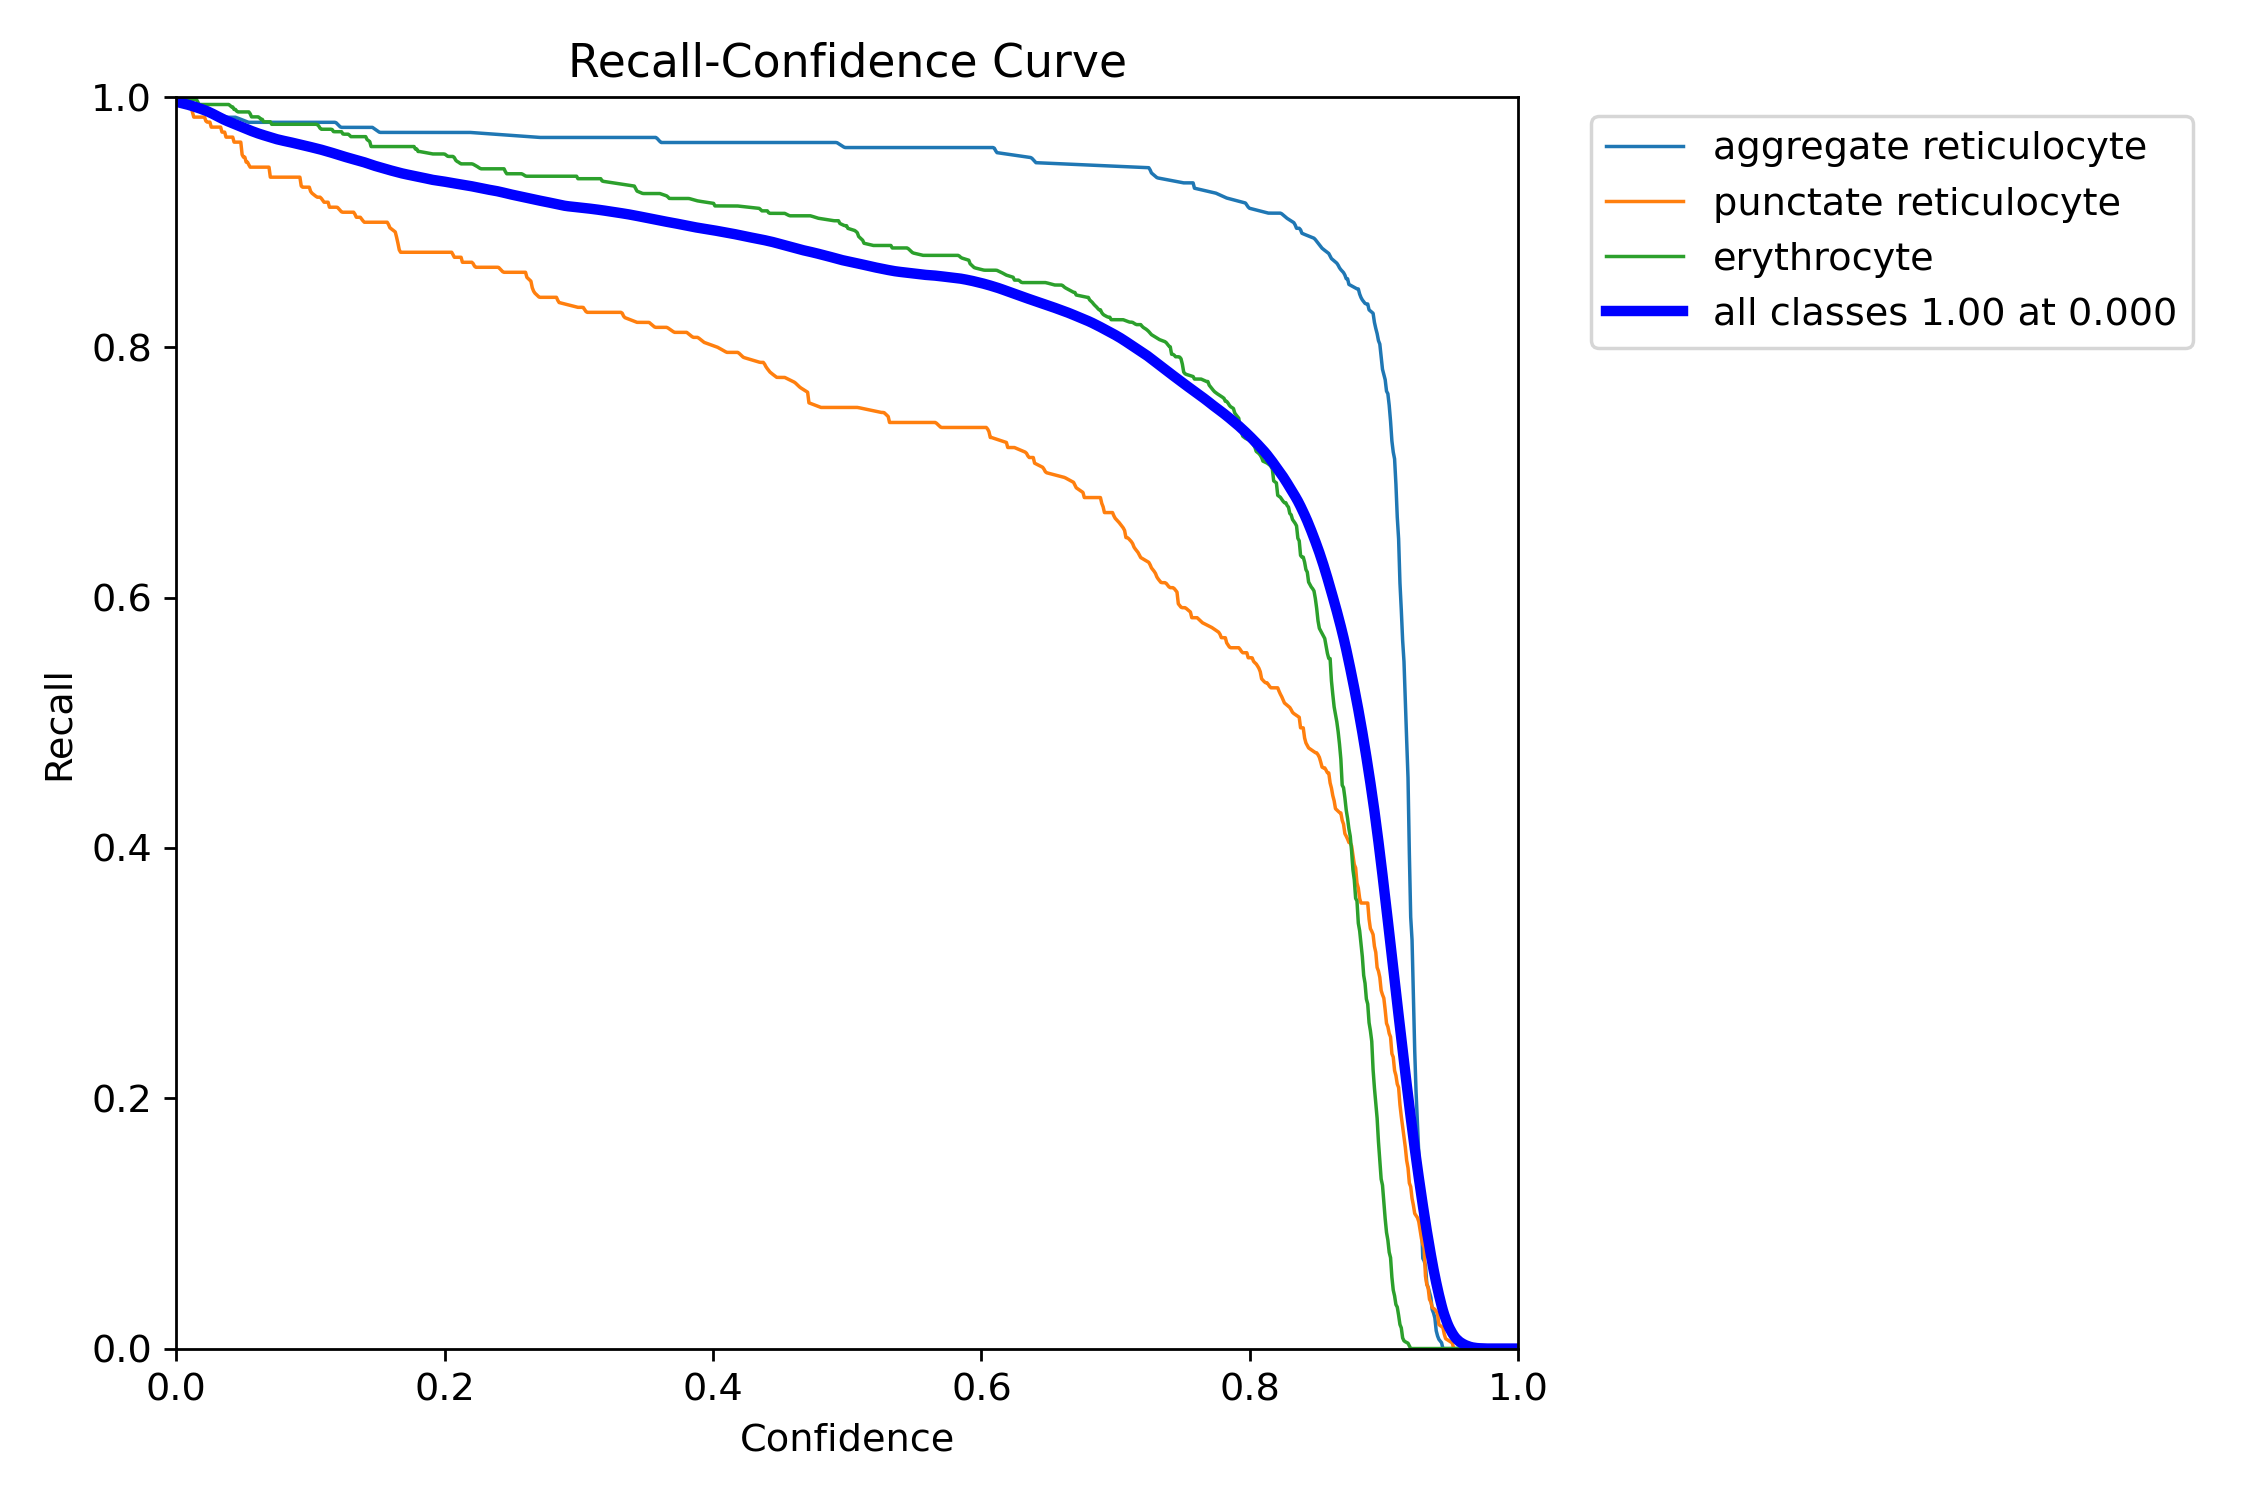 Recall-Confidence Curve
1.0
0.8
0.6
0.4
0.2
0.0
Recall
0.0 0.2 0.4 0.6 0.8 1.0
Confidence
aggregate reticulocyte
punctate reticulocyte
erythrocyte
all classes 1.00 at 0.000